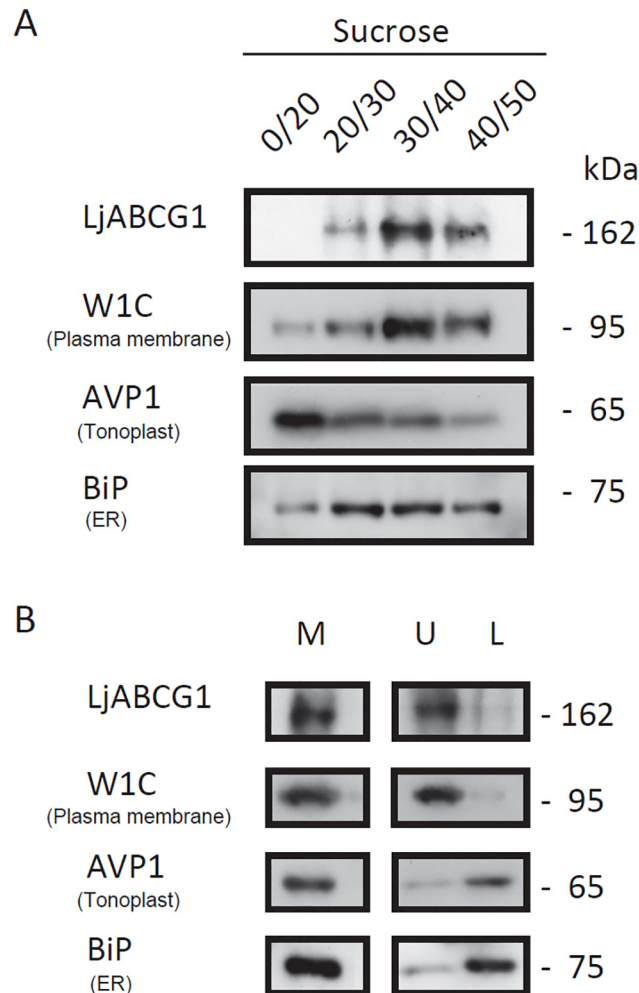 A
Sucrose
0/20 20/30 30/40 40/50
kDa
LjABCG1
- 162
W1C
(Plasma membrane)
- 95
AVP1
(Tonoplast)
- 65
BiP
(ER)
- 75
B
M U L
LjABCG1
- 162
W1C
(Plasma membrane)
- 95
AVP1
(Tonoplast)
- 65
BiP
(ER)
- 75